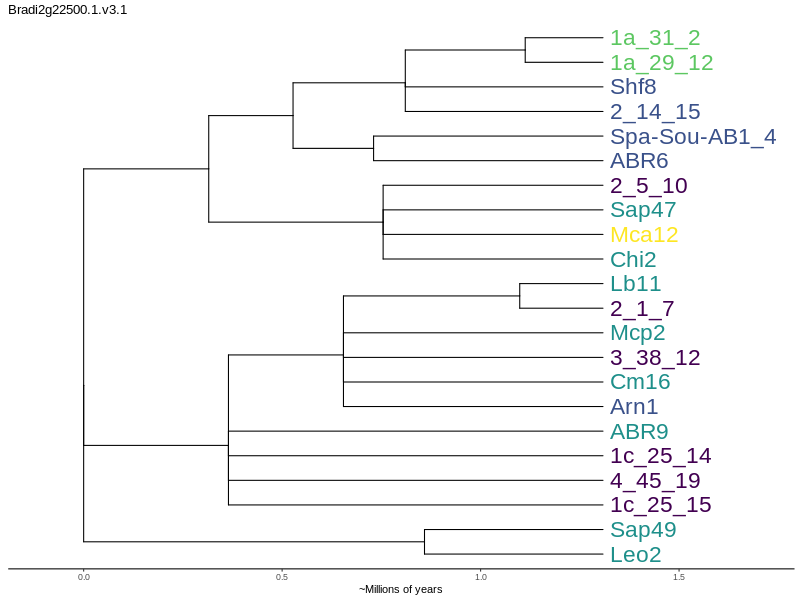 Bradi2g22500.1.v3.1
1a_31_2
1a_29_12
Shf8
2_14_15
Spa-Sou-AB1_4
ABR6
2_5_10
Sap47
Mca12
Chi2
Lb11
2_1_7
Mcp2
3_38_12
Cm16
Arn1
ABR9
1c_25_14
4_45_19
1c_25_15
Sap49
Leo2
0.0 0.5 1.0 1.5
~Millions of years